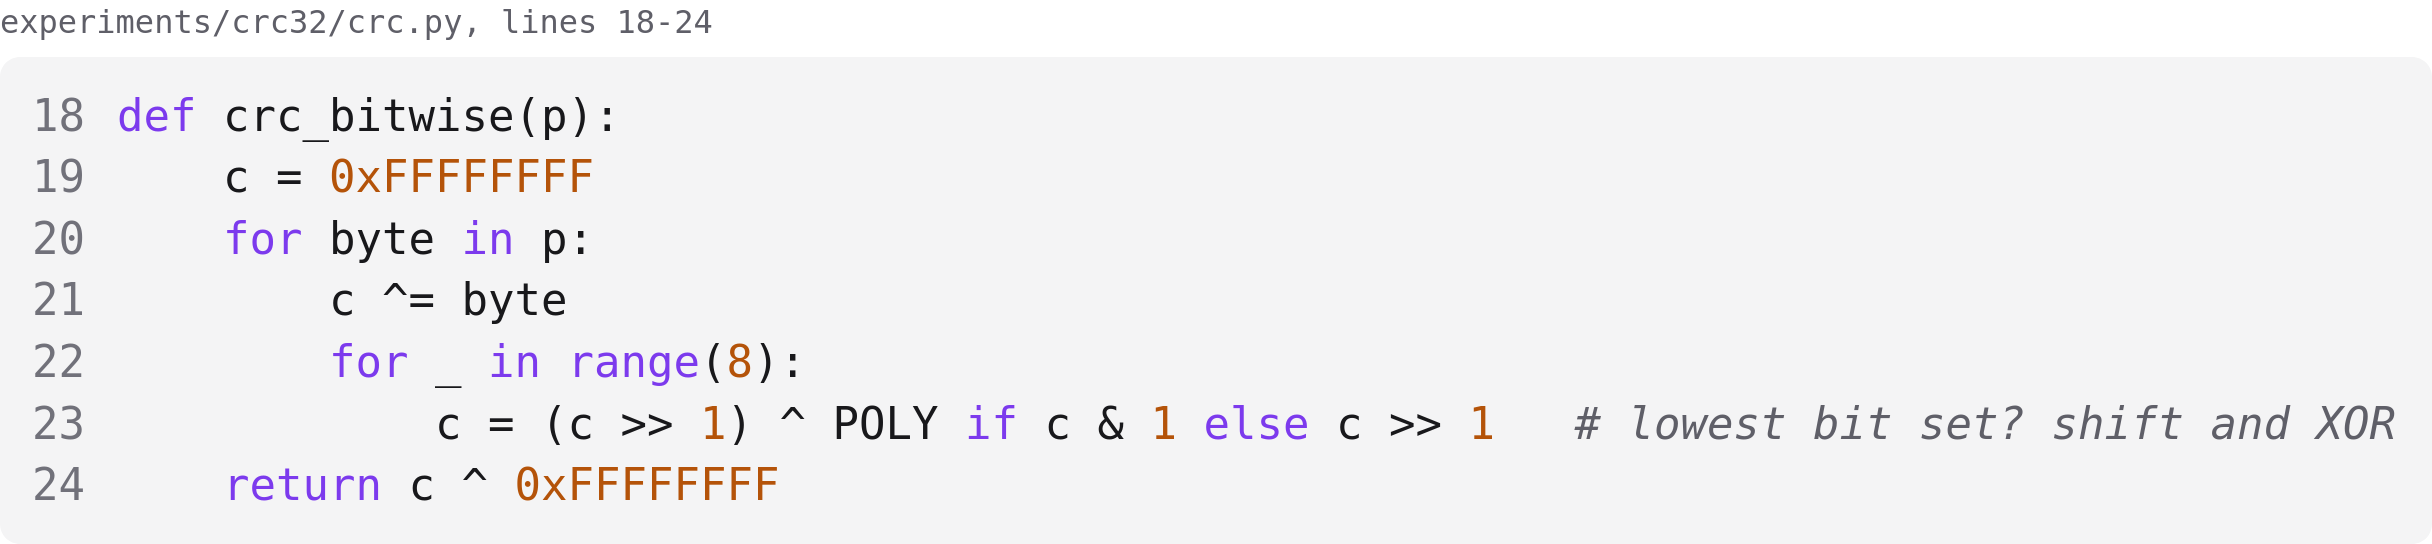 experiments/crc32/crc.py, lines 18-24
18 def crc_bitwise(p):
19     c = 0xFFFFFFFF
20     for byte in p:
21         c ^= byte
22         for _ in range(8):
23             c = (c >> 1) ^ POLY if c & 1 else c >> 1   # lowest bit set? shift and XOR
24     return c ^ 0xFFFFFFFF